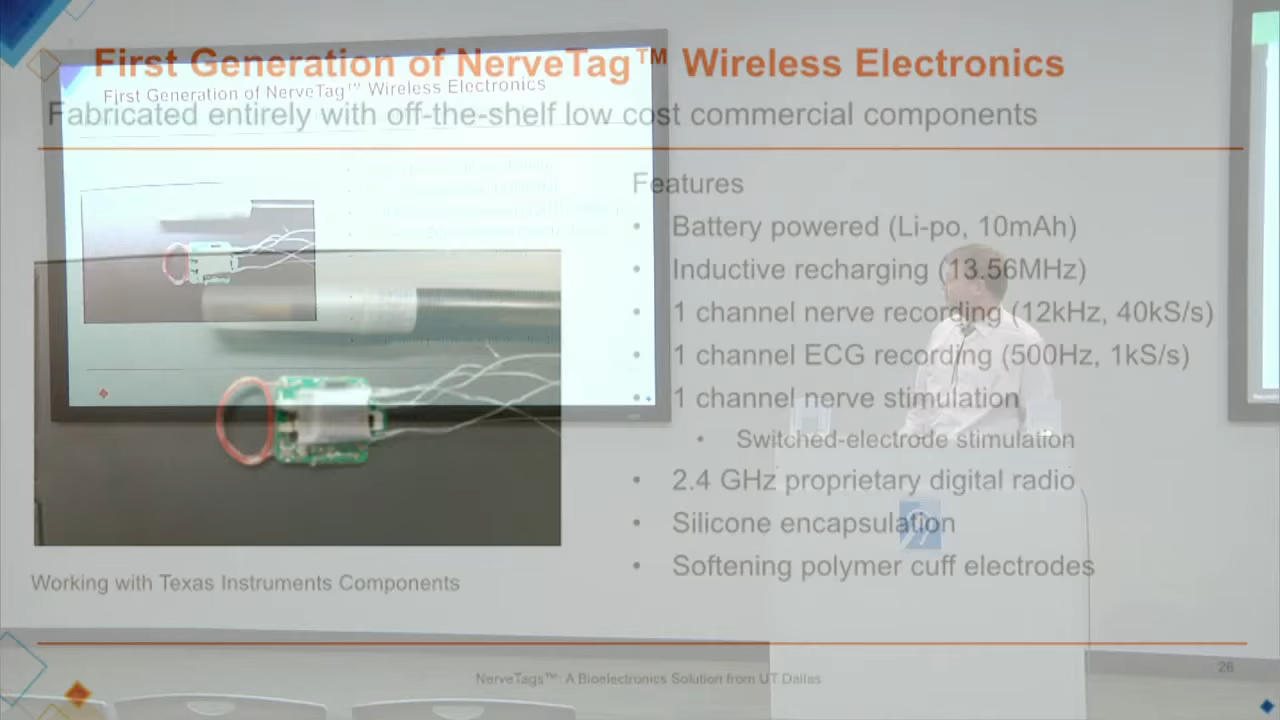 First Generation of NerveTag™ Wireless Electronics
First Generation of NerveTag™ Wireless Electronics
Fabricated entirely with off-the-shelf low cost commercial components
Features
• Battery powered (Li-po, 10mAh)
• Inductive recharging (13.56MHz)
• 1 channel nerve recording (12kHz, 40kS/s)
• 1 channel ECG recording (500Hz, 1kS/s)
• 1 channel nerve stimulation
• Switched-electrode stimulation
• 2.4 GHz proprietary digital radio
• Silicone encapsulation
• Softening polymer cuff electrodes
Working with Texas Instruments Components
NerveTags™: A Bioelectronics Solution from UT Dallas
26